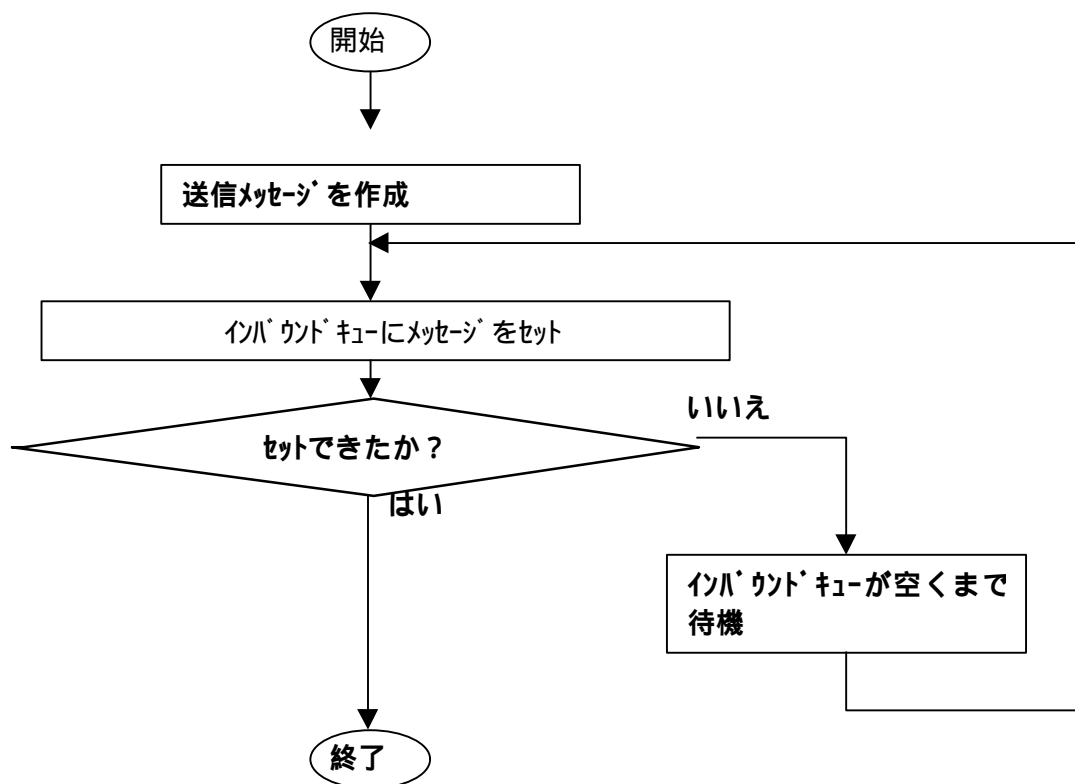 開始
送信ﾒｯｾｰｼﾞを作成
ｲﾝﾊﾞｳﾝﾄﾞｷｭｰにﾒｯｾｰｼﾞをｾｯﾄ
いいえ
ｾｯﾄできたか？
はい
ｲﾝﾊﾞｳﾝﾄﾞｷｭｰが空くまで
待機
終了